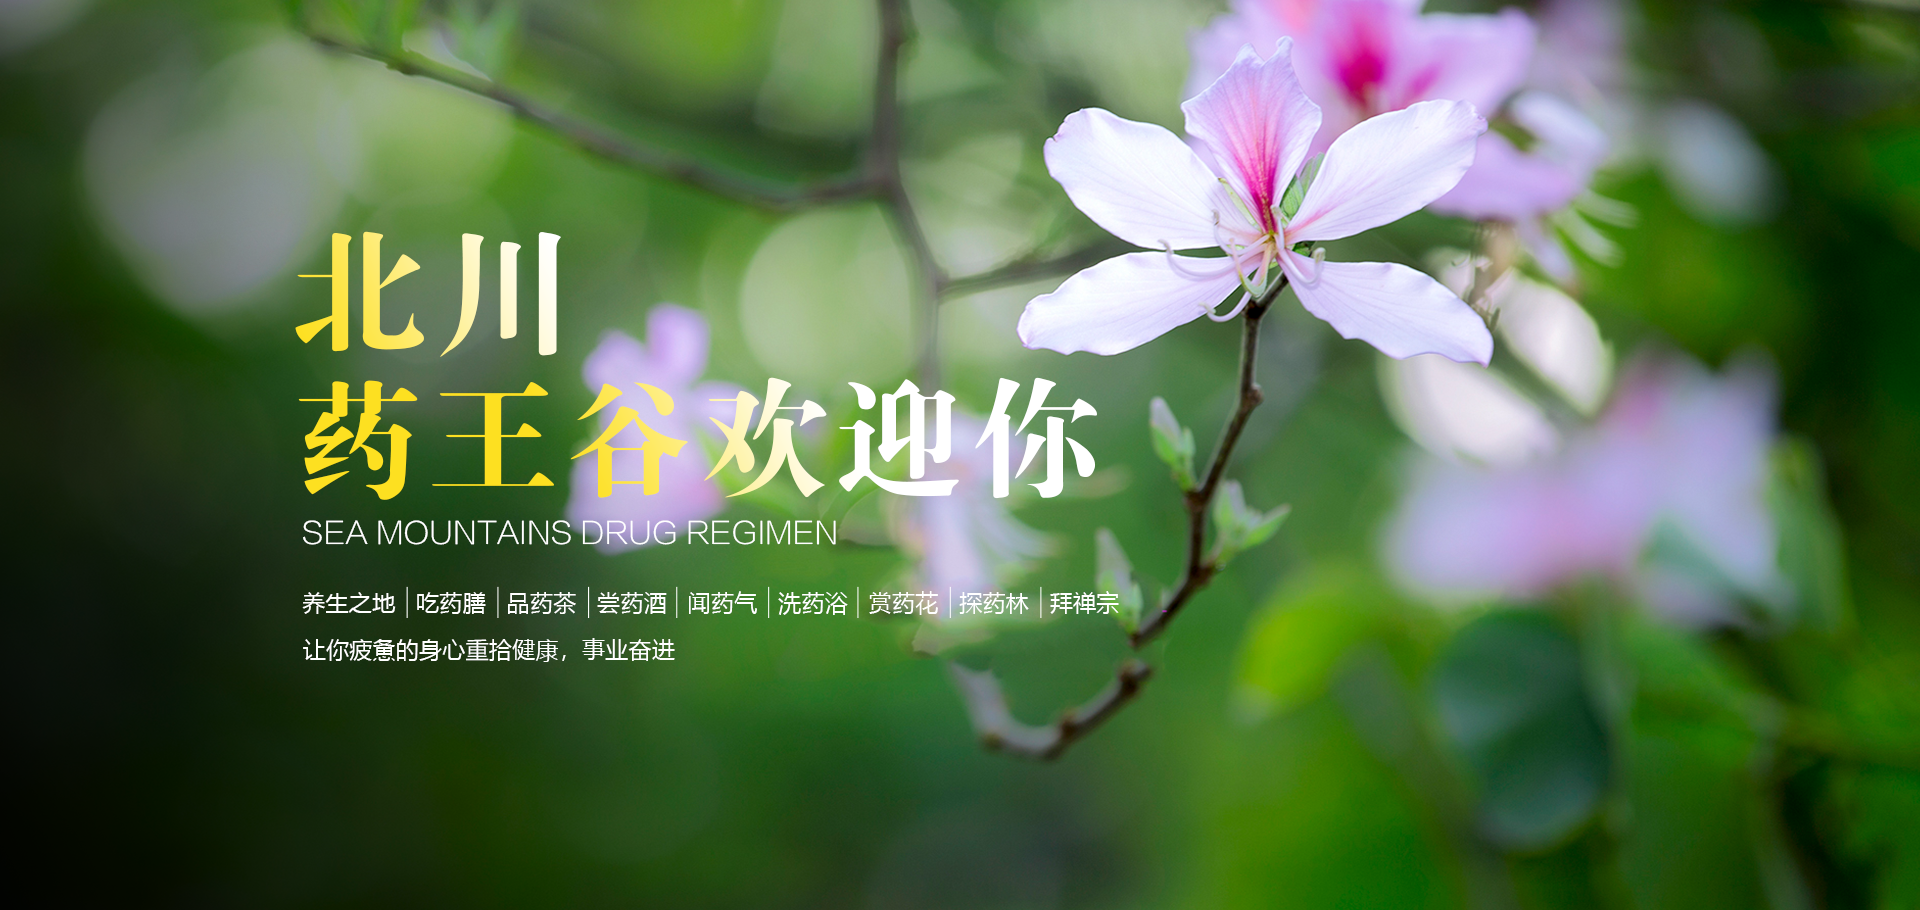 北川
药王谷欢迎你
SEA MOUNTAINS DRUG REGIMEN
养生之地 | 吃药膳 | 品药茶 | 尝药酒 | 闻药气 | 洗药浴 | 赏药花 | 探药林 | 拜禅宗
让你疲惫的身心重拾健康，事业奋进